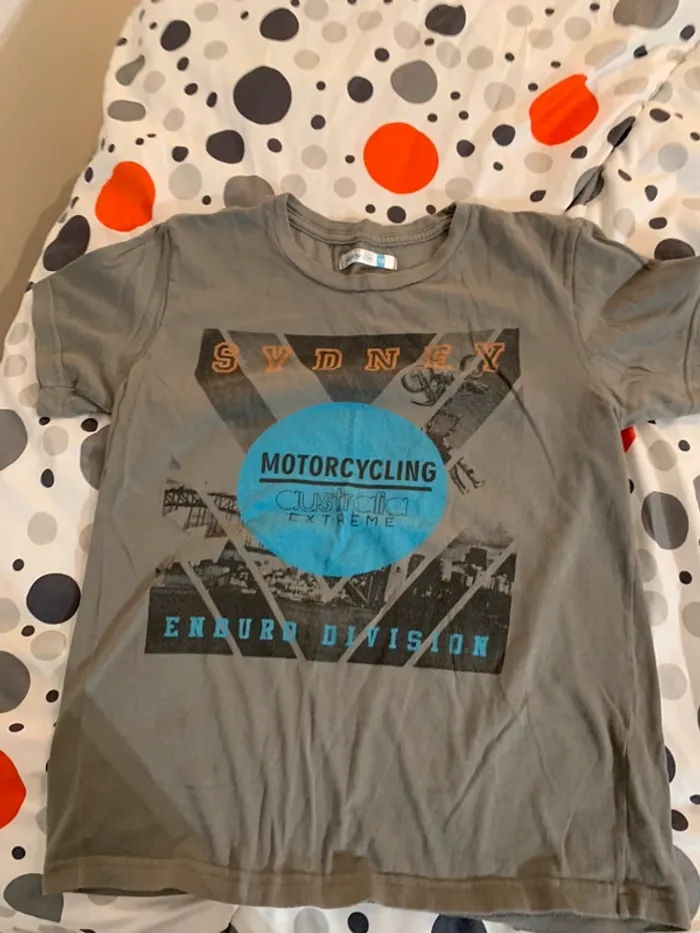 SYDNEY
MOTORCYCLING
australia
EXTREME
ENDURO DIVISION